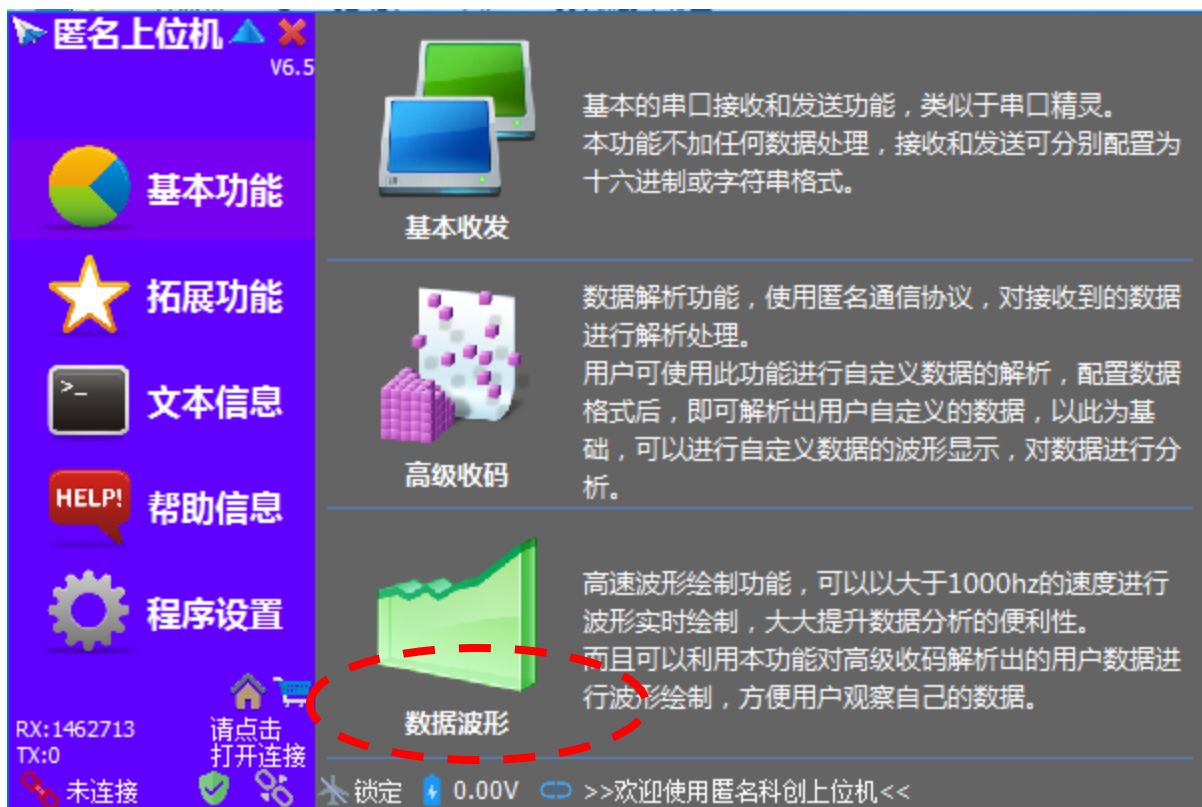 匿名上位机
V6.5
基本功能
拓展功能
>_
文本信息
HELP!
帮助信息
程序设置
RX:1462713
TX:0
请点击
打开连接
未连接
基本收发
基本的串口接收和发送功能，类似于串口精灵。
本功能不加任何数据处理，接收和发送可分别配置为
十六进制或字符串格式。
高级收码
数据解析功能，使用匿名通信协议，对接收到的数据
进行解析处理。
用户可使用此功能进行自定义数据的解析，配置数据
格式后，即可解析出用户自定义的数据，以此为基
础，可以进行自定义数据的波形显示，对数据进行分
析。
数据波形
高速波形绘制功能，可以以大于1000hz的速度进行
波形实时绘制，大大提升数据分析的便利性。
而且可以利用本功能对高级收码解析出的用户数据进
行波形绘制，方便用户观察自己的数据。
锁定
0.00V
>>欢迎使用匿名科创上位机<<